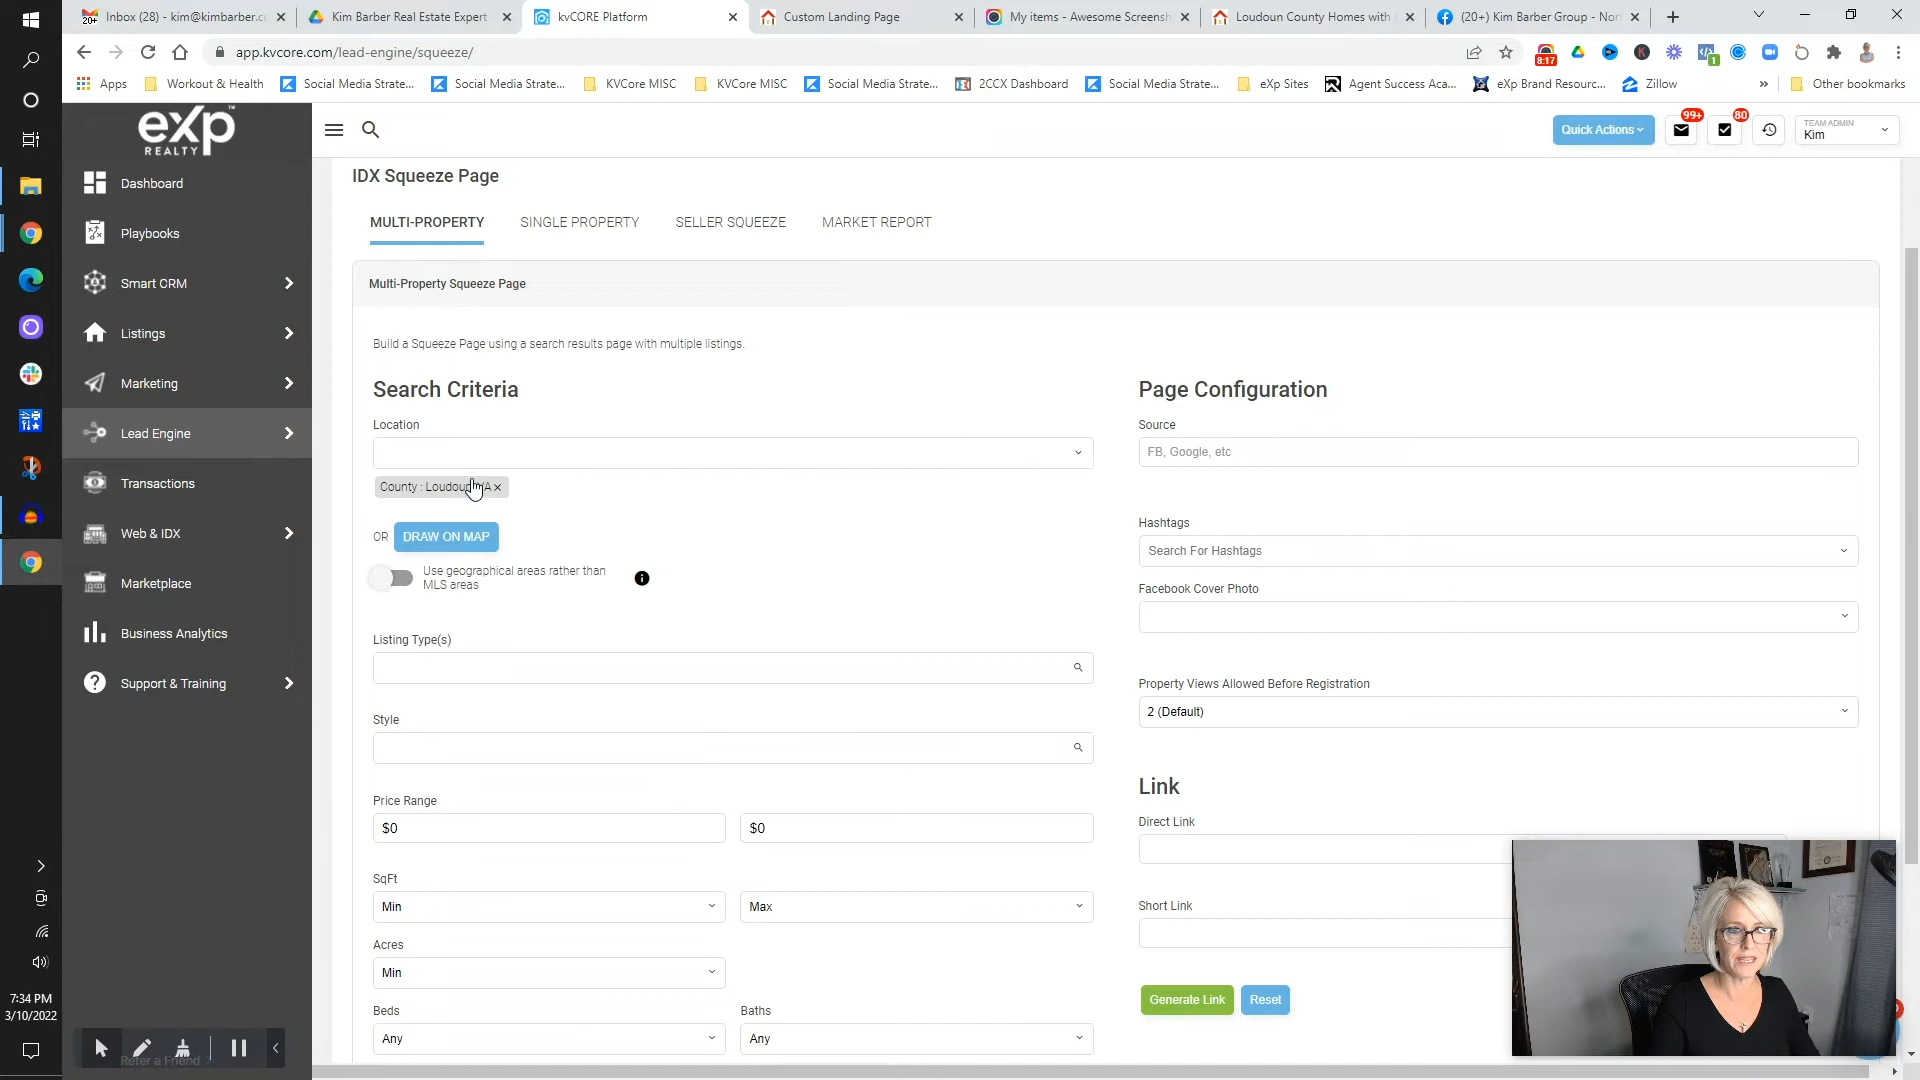 Inbox (28) - kim@kimbarber.co
Kim Barber Real Estate Expert
kvCORE Platform
Custom Landing Page
My items - Awesome Screensh
Loudoun County Homes with
(20+) Kim Barber Group - Nor
app.kvcore.com/lead-engine/squeeze/
8:17
1
Apps
Workout & Health
Social Media Strate...
Social Media Strate...
KVCore MISC
KVCore MISC
Social Media Strate...
2CCX Dashboard
Social Media Strate...
eXp Sites
Agent Success Aca...
eXp Brand Resourc...
Zillow
»
Other bookmarks
eXp
REALTY
Quick Actions
99+
80
TEAM ADMIN
Kim
Dashboard
Playbooks
Smart CRM
Listings
Marketing
Lead Engine
Transactions
Web & IDX
Marketplace
Business Analytics
Support & Training
Refer a Friend
IDX Squeeze Page
MULTI-PROPERTY
SINGLE PROPERTY
SELLER SQUEEZE
MARKET REPORT
Multi-Property Squeeze Page
Build a Squeeze Page using a search results page with multiple listings.
Search Criteria
Location
County : Loudoun
OR
DRAW ON MAP
Use geographical areas rather than
MLS areas
Listing Type(s)
Style
Price Range
$0
$0
SqFt
Min
Max
Acres
Min
Beds
Baths
Any
Any
Page Configuration
Source
FB, Google, etc
Hashtags
Search For Hashtags
Facebook Cover Photo
Property Views Allowed Before Registration
2 (Default)
Link
Direct Link
Short Link
Generate Link
Reset
7:34 PM
3/10/2022